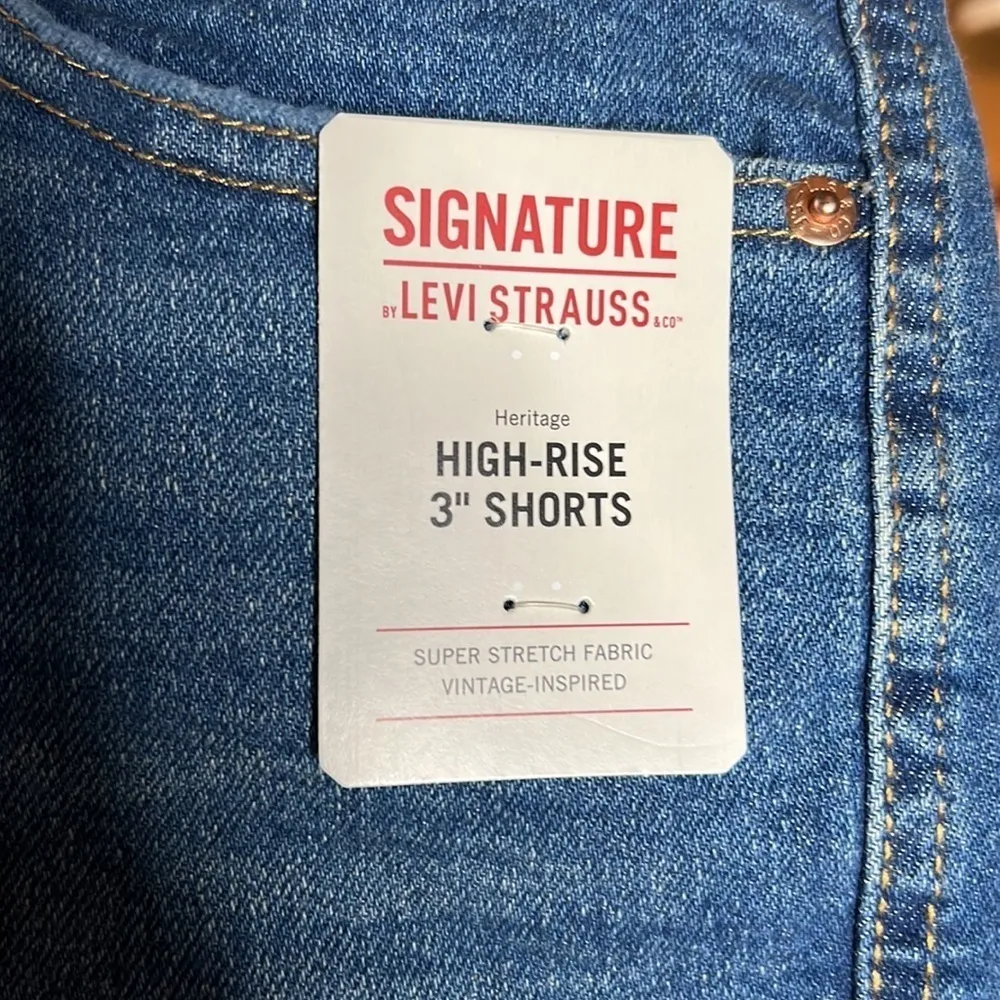 SIGNATURE
BY LEVI STRAUSS & CO™
Heritage
HIGH-RISE
3" SHORTS
SUPER STRETCH FABRIC
VINTAGE-INSPIRED